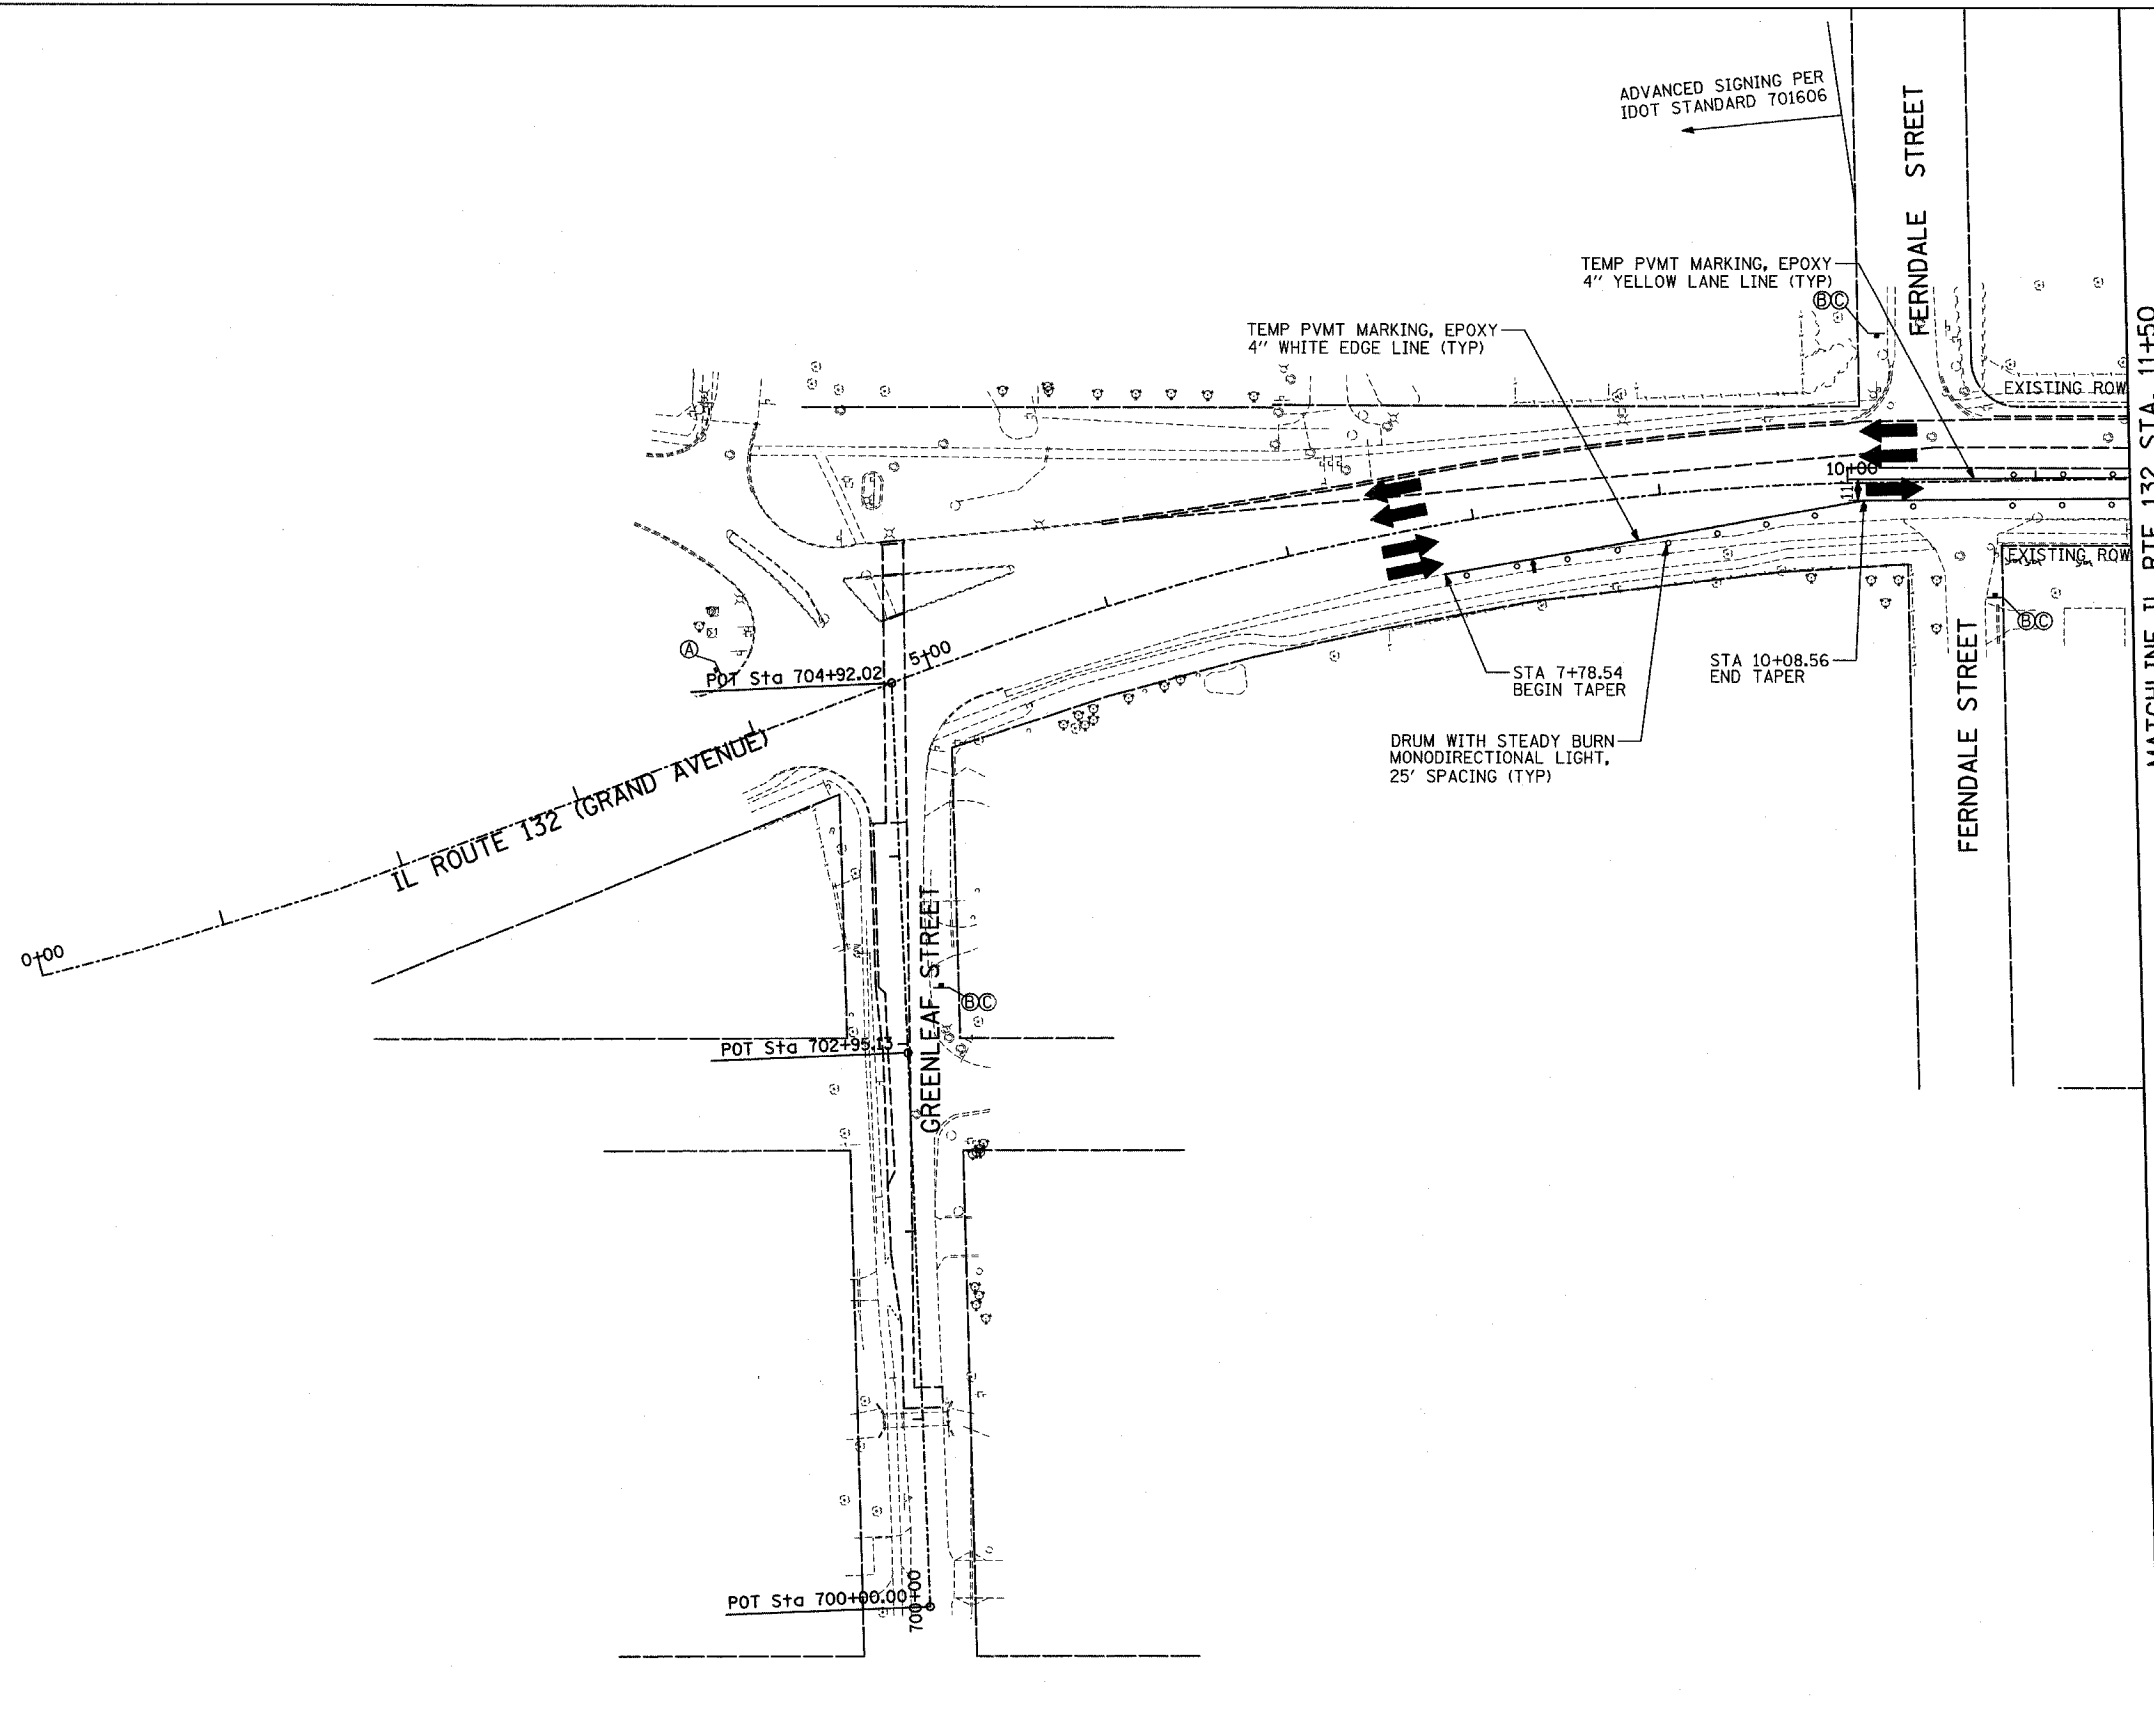 ADVANCED SIGNING PER
IDOT STANDARD 701606
FERNDALE STREET
TEMP PVMT MARKING, EPOXY
4" YELLOW LANE LINE (TYP)
B C
TEMP PVMT MARKING, EPOXY
4" WHITE EDGE LINE (TYP)
EXISTING ROW
MATCHLINE IL RTE 132 STA. 11+50
10+00
11'
EXISTING ROW
B C
A
POT Sta 704+92.02
5+00
STA 7+78.54
BEGIN TAPER
STA 10+08.56
END TAPER
FERNDALE STREET
DRUM WITH STEADY BURN
MONODIRECTIONAL LIGHT,
25' SPACING (TYP)
IL ROUTE 132 (GRAND AVENUE)
0+00
GREENLEAF STREET
B C
POT Sta 702+95.13
POT Sta 700+00.00
700+00